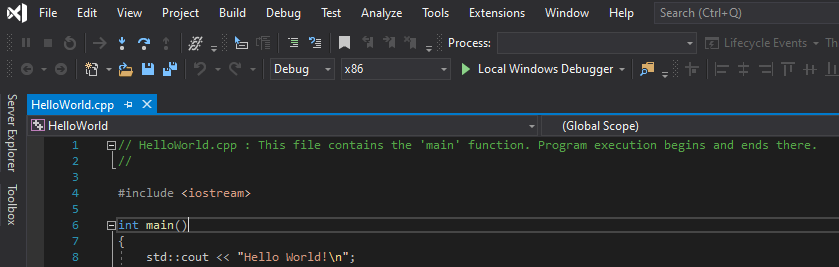 File Edit View Project Build Debug Test Analyze Tools Extensions Window Help Search (Ctrl+Q)
Process: Lifecycle Events
Debug x86 Local Windows Debugger
Server Explorer
Toolbox
HelloWorld.cpp
HelloWorld (Global Scope)
1 // HelloWorld.cpp : This file contains the 'main' function. Program execution begins and ends there.
2 //
3
4 #include <iostream>
5
6 int main()
7 {
8 std::cout << "Hello World!\n";